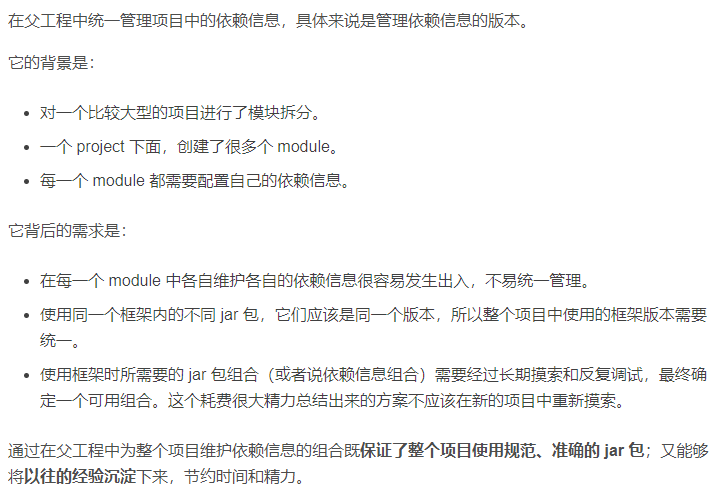 在父工程中统一管理项目中的依赖信息，具体来说是管理依赖信息的版本。
它的背景是：
对一个比较大型的项目进行了模块拆分。
一个 project 下面，创建了很多个 module。
每一个 module 都需要配置自己的依赖信息。
它背后的需求是：
在每一个 module 中各自维护各自的依赖信息很容易发生出入，不易统一管理。
使用同一个框架内的不同 jar 包，它们应该是同一个版本，所以整个项目中使用的框架版本需要
统一。
使用框架时所需要的 jar 包组合（或者说依赖信息组合）需要经过长期摸索和反复调试，最终确
定一个可用组合。这个耗费很大精力总结出来的方案不应该在新的项目中重新摸索。
通过在父工程中为整个项目维护依赖信息的组合既保证了整个项目使用规范、准确的 jar 包；又能够
将以往的经验沉淀下来，节约时间和精力。